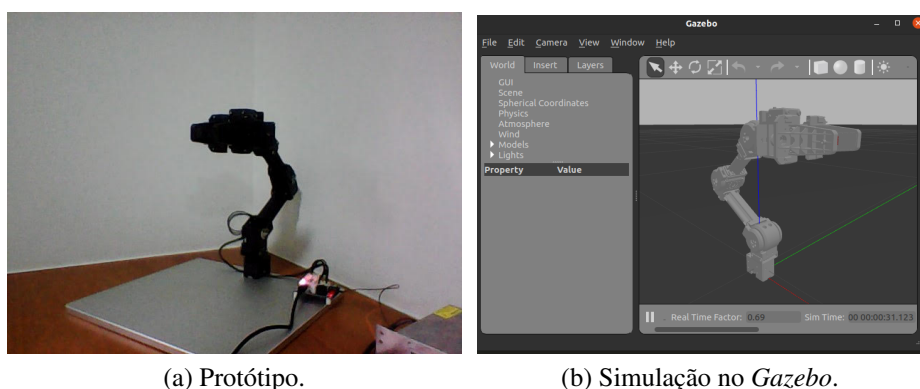 Gazebo
File Edit Camera View Window Help
World Insert Layers
GUI
Scene
Spherical Coordinates
Physics
Atmosphere
Wind
Models
Lights
Property Value
Real Time Factor: 0.69 Sim Time: 00 00:00:31.123
(a) Protótipo.
(b) Simulação no Gazebo.